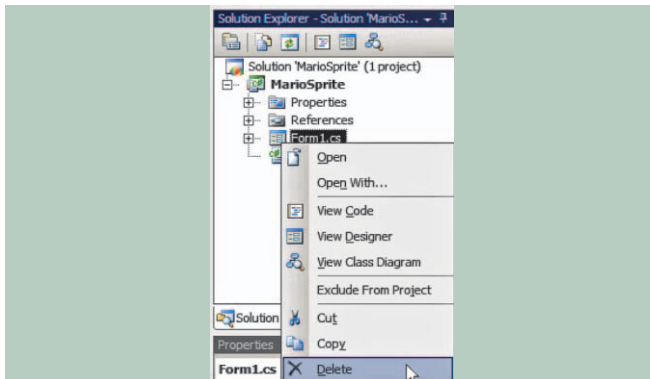 Solution Explorer - Solution 'MarioS...
Solution 'MarioSprite' (1 project)
MarioSprite
Properties
References
Form1.cs
Open
Open With...
View Code
View Designer
View Class Diagram
Exclude From Project
Solution
Cut
Properties
Copy
Form1.cs
Delete